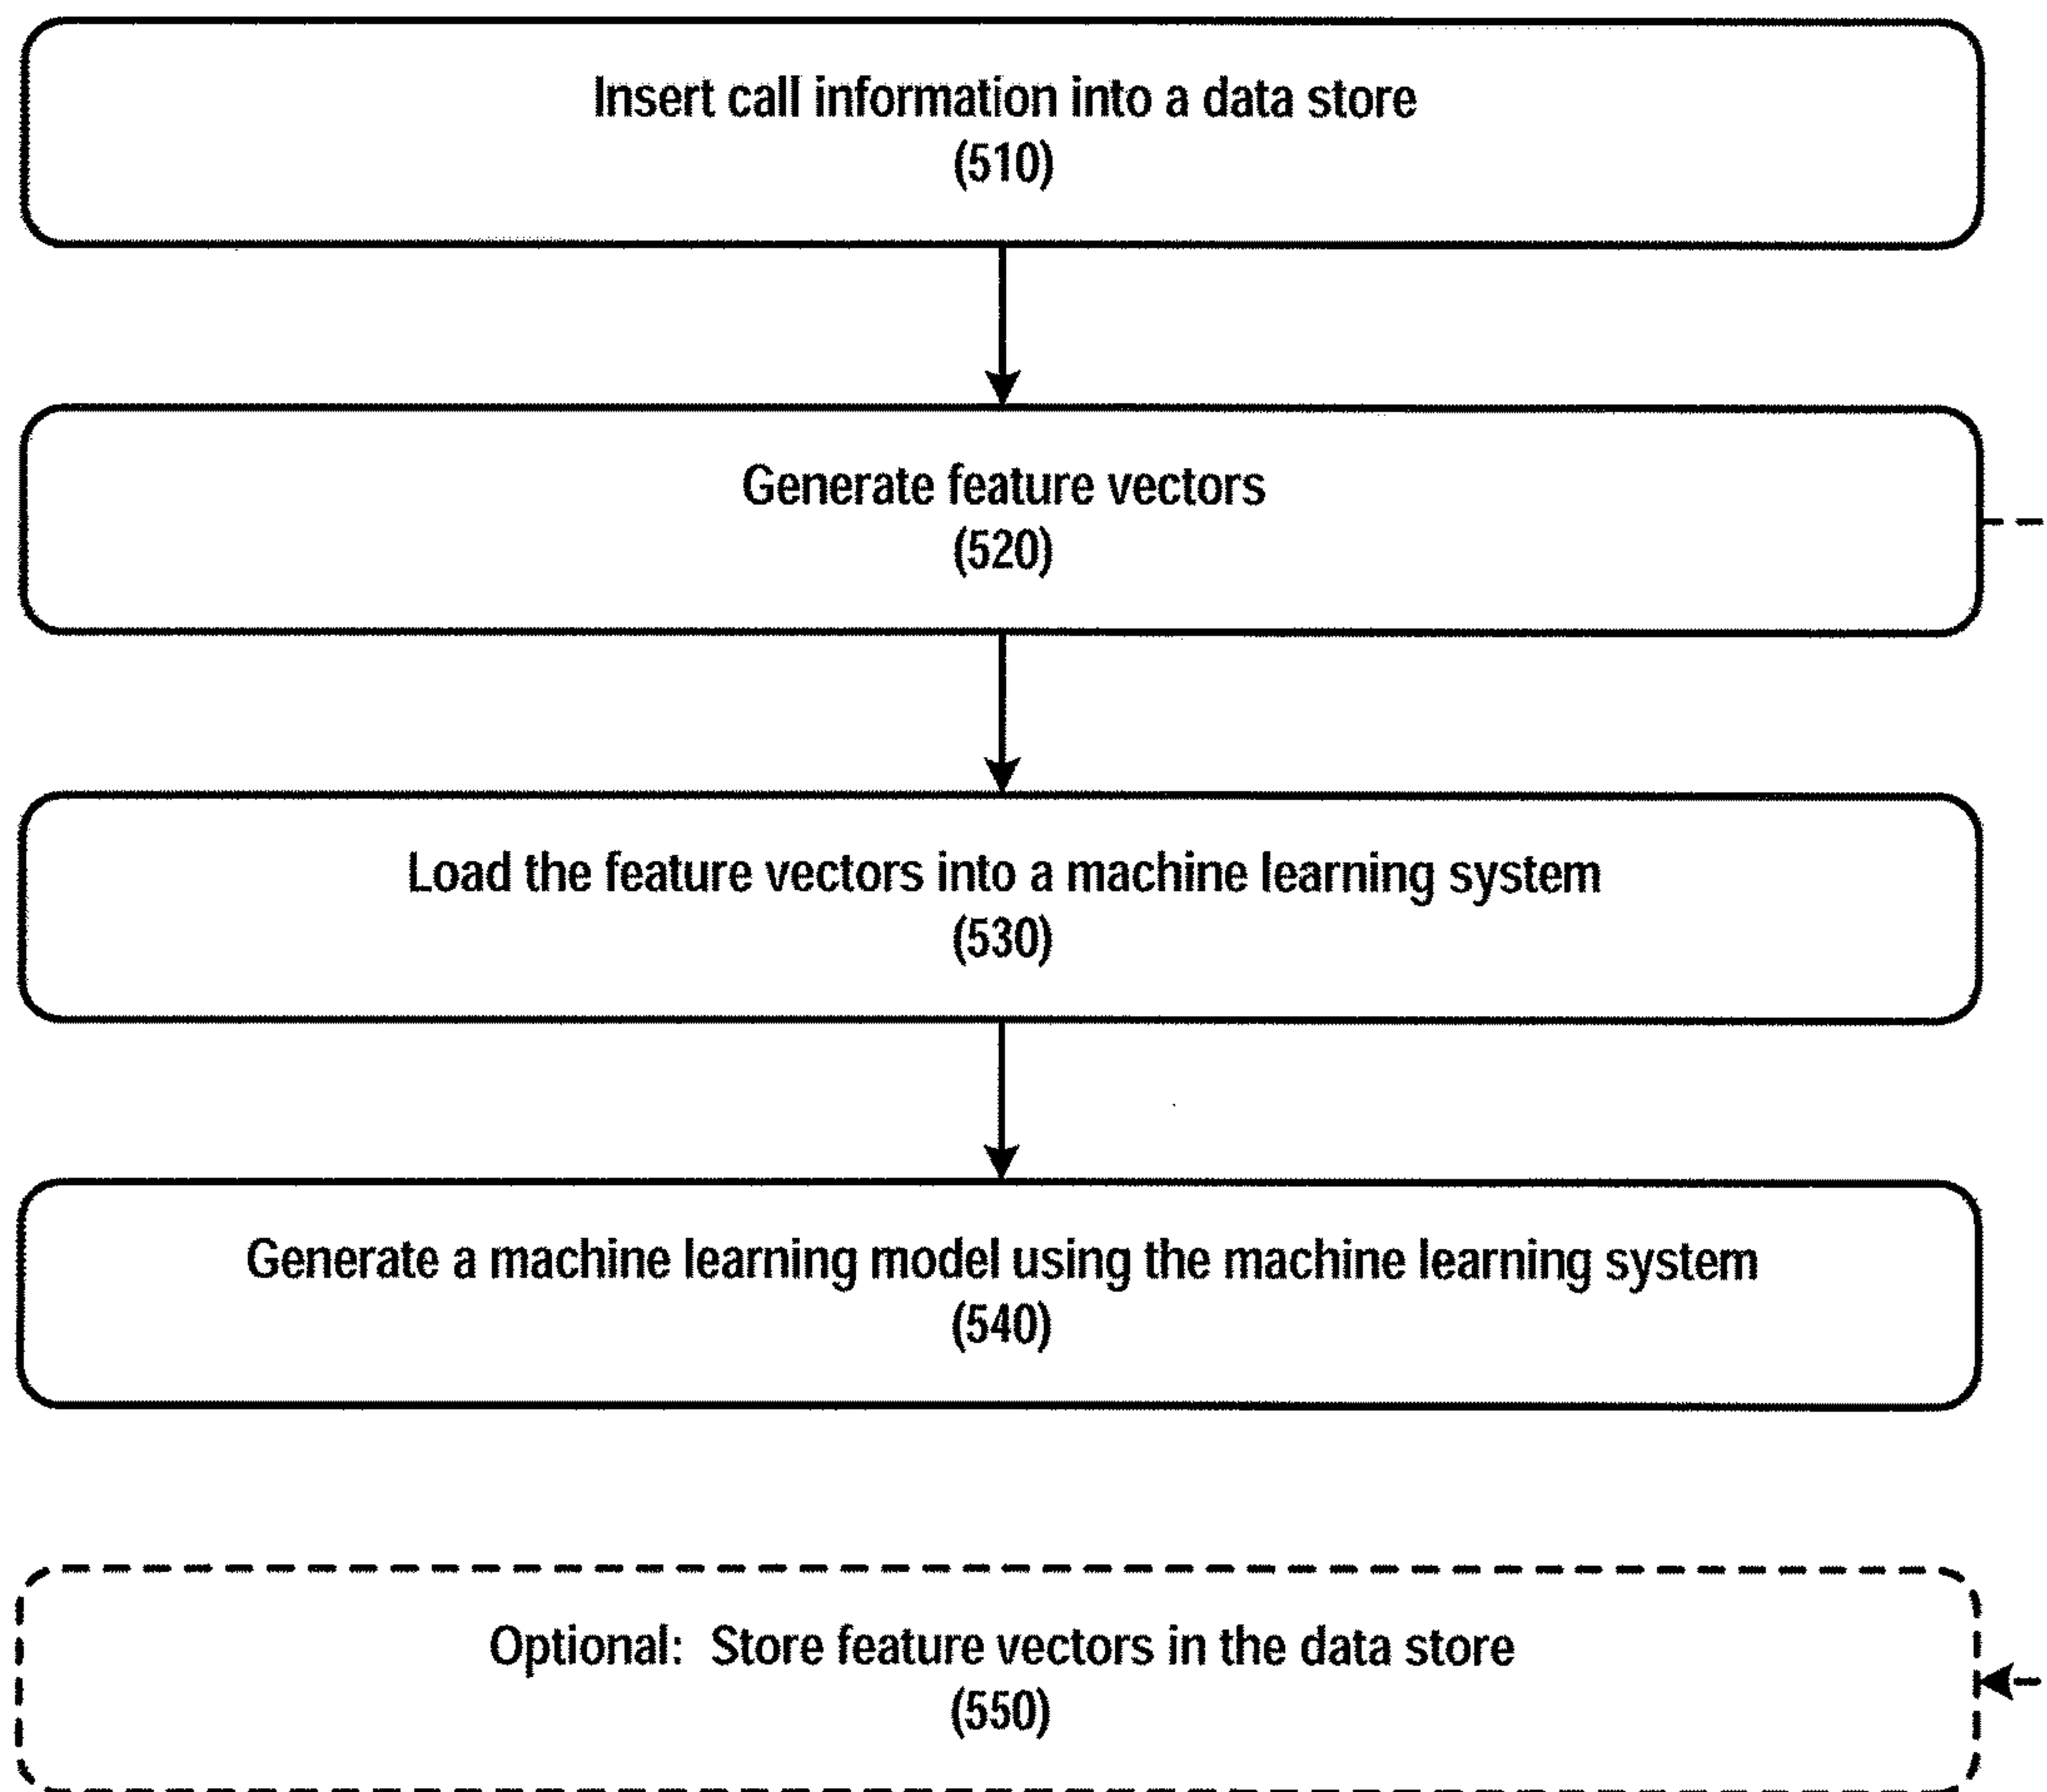 Insert call information into a data store
(510)
Generate feature vectors
(520)
Load the feature vectors into a machine learning system
(530)
Generate a machine learning model using the machine learning system
(540)
Optional: Store feature vectors in the data store
(550)